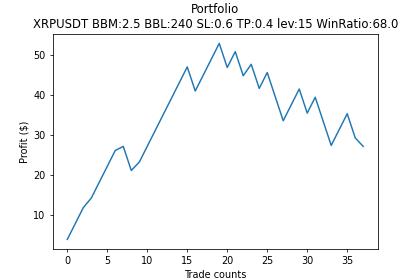 Portfolio
XRPUSDT BBM:2.5 BBL:240 SL:0.6 TP:0.4 lev:15 WinRatio:68.0
50
40
30
20
10
Profit ($)
0 5 10 15 20 25 30 35
Trade counts